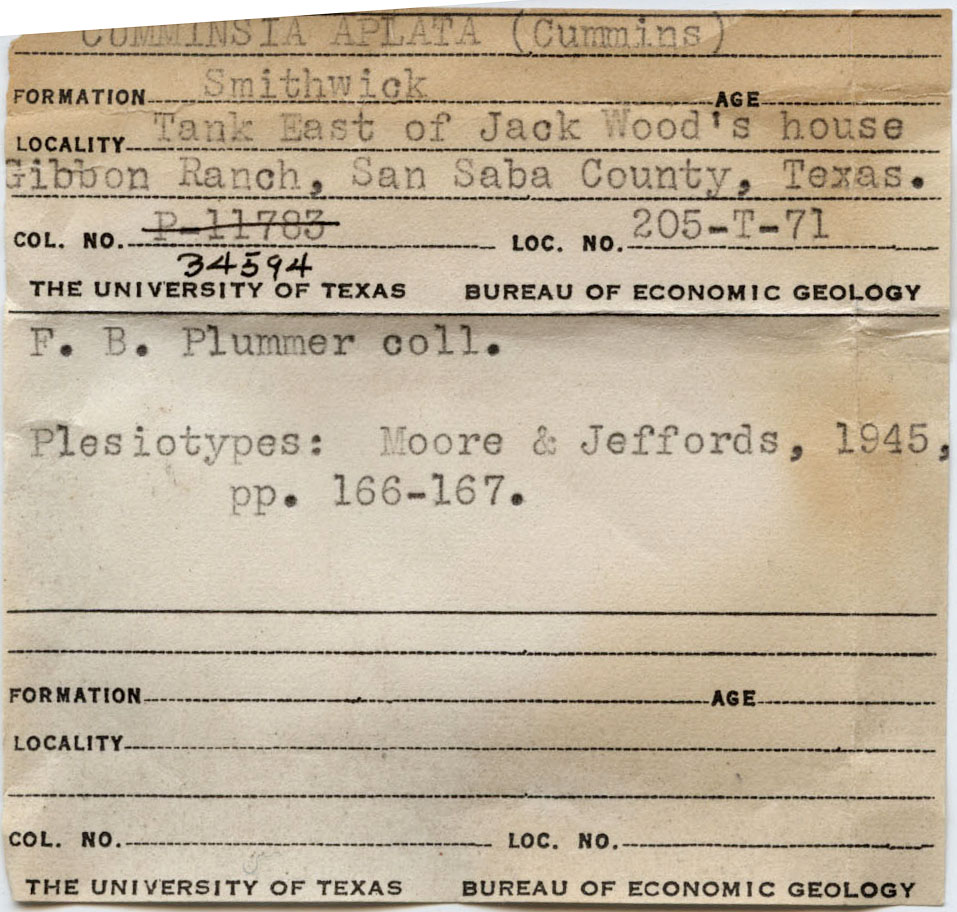 CUMMINSIA APLATA (Cummins)
FORMATION Smithwick AGE
LOCALITY Tank East of Jack Wood's house
Gibbon Ranch, San Saba County, Texas.
COL. NO. P-11783 LOC. NO. 205-T-71
34594
THE UNIVERSITY OF TEXAS BUREAU OF ECONOMIC GEOLOGY
F. B. Plummer coll.
Plesiotypes: Moore & Jeffords, 1945,
pp. 166-167.
FORMATION AGE
LOCALITY
COL. NO. LOC. NO.
THE UNIVERSITY OF TEXAS BUREAU OF ECONOMIC GEOLOGY